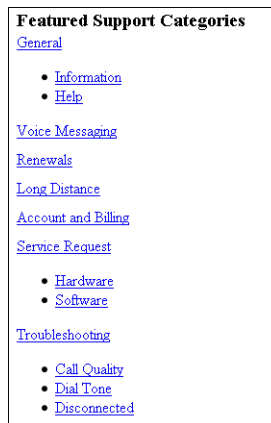 Featured Support Categories
General
• Information
• Help
Voice Messaging
Renewals
Long Distance
Account and Billing
Service Request
• Hardware
• Software
Troubleshooting
• Call Quality
• Dial Tone
• Disconnected